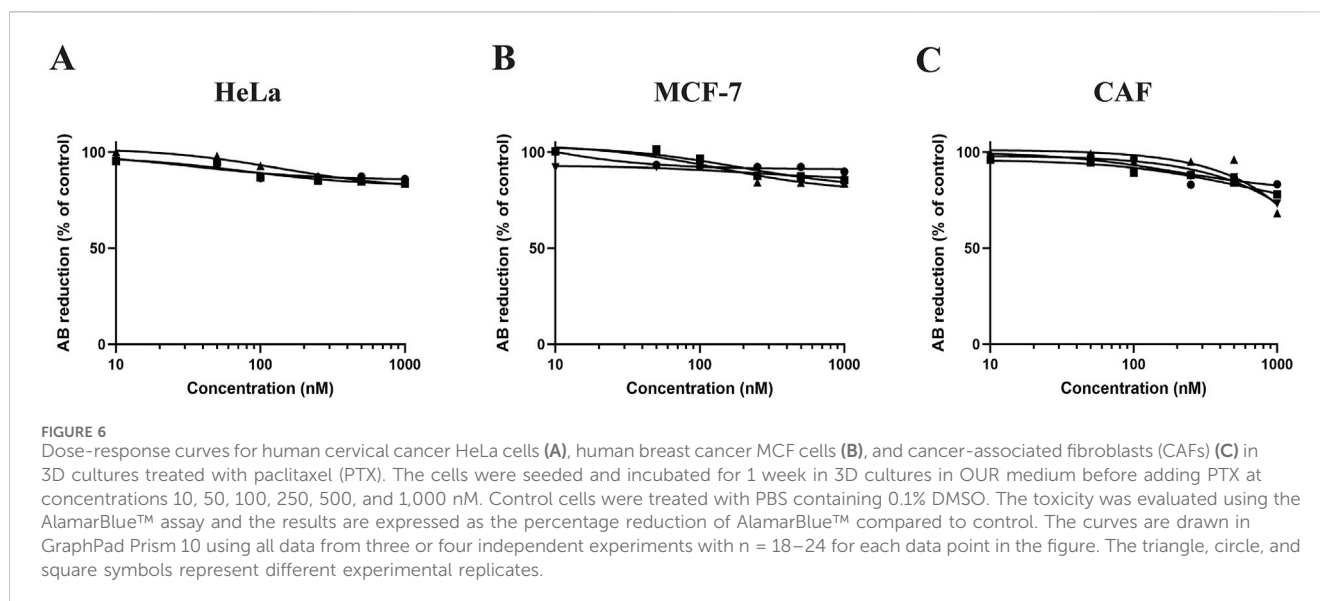 A
HeLa
AB reduction (% of control)
100
50
0
10
100
1000
Concentration (nM)
B
MCF-7
AB reduction (% of control)
100
50
0
10
100
1000
Concentration (nM)
C
CAF
AB reduction (% of control)
100
50
0
10
100
1000
Concentration (nM)
FIGURE 6
Dose-response curves for human cervical cancer HeLa cells (A), human breast cancer MCF cells (B), and cancer-associated fibroblasts (CAFs) (C) in
3D cultures treated with paclitaxel (PTX). The cells were seeded and incubated for 1 week in 3D cultures in OUR medium before adding PTX at
concentrations 10, 50, 100, 250, 500, and 1,000 nM. Control cells were treated with PBS containing 0.1% DMSO. The toxicity was evaluated using the
AlamarBlue™ assay and the results are expressed as the percentage reduction of AlamarBlue™ compared to control. The curves are drawn in
GraphPad Prism 10 using all data from three or four independent experiments with n = 18–24 for each data point in the figure. The triangle, circle, and
square symbols represent different experimental replicates.